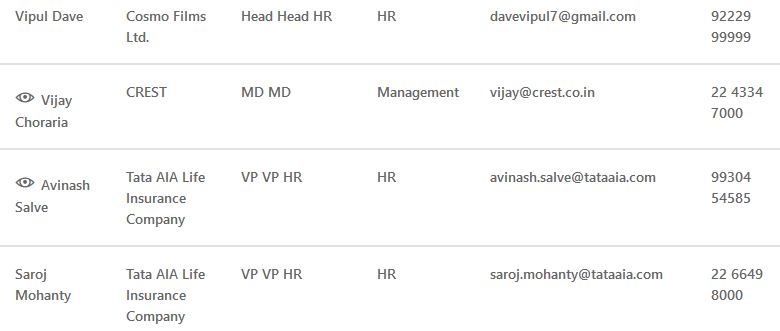 Vipul Dave Cosmo Films Head Head HR HR davevipul7@gmail.com 92229
Ltd. 99999
Vijay CREST MD MD Management vijay@crest.co.in 22 4334
Choraria 7000
Avinash Tata AIA Life VP VP HR HR avinash.salve@tataaia.com 99304
Salve Insurance 54585
Company
Saroj Tata AIA Life VP VP HR HR saroj.mohanty@tataaia.com 22 6649
Mohanty Insurance 8000
Company